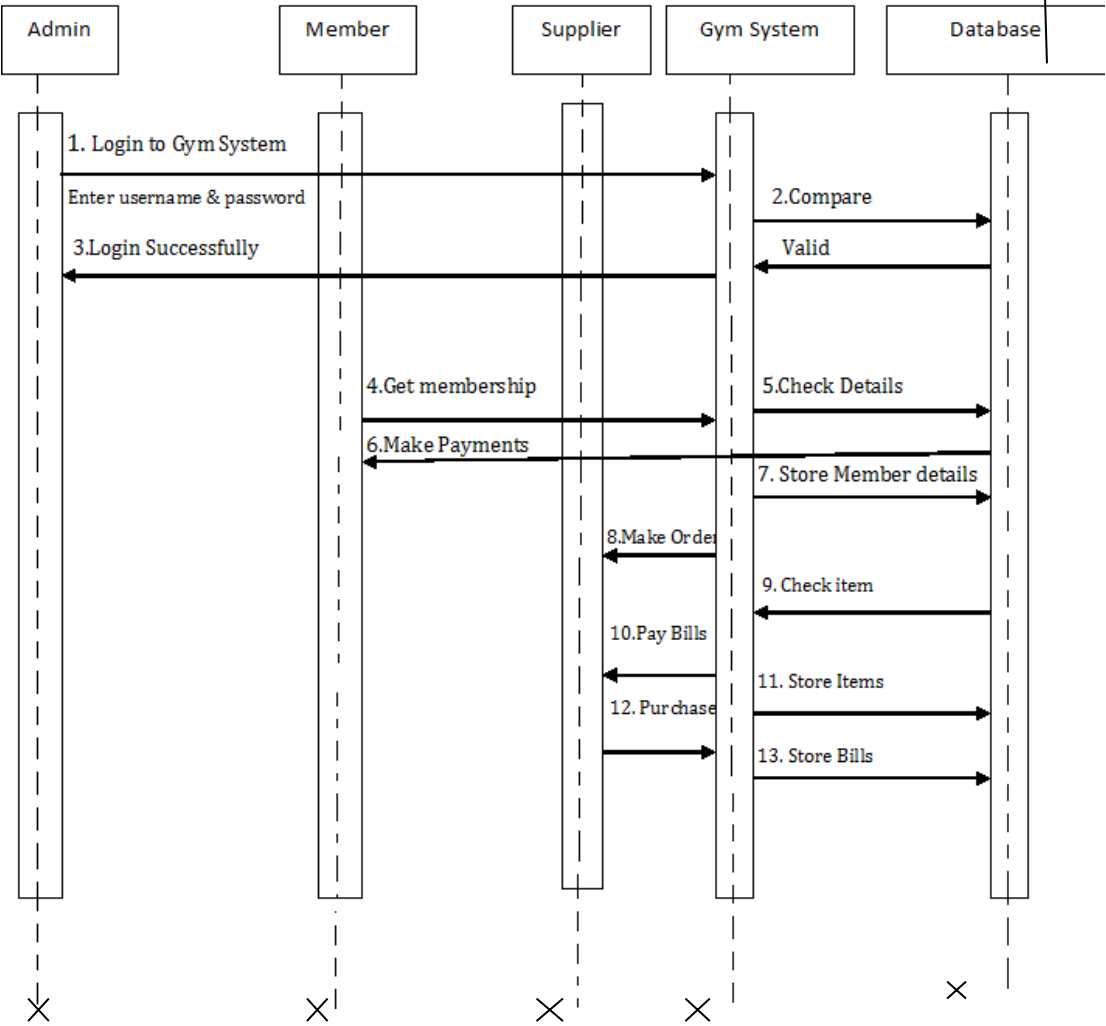 Admin
Member
Supplier
Gym System
Database
1. Login to Gym System
Enter username & password
2.Compare
3.Login Successfully
Valid
4.Get membership
5.Check Details
6.Make Payments
7. Store Member details
8.Make Order
9. Check item
10.Pay Bills
11. Store Items
12. Purchase
13. Store Bills